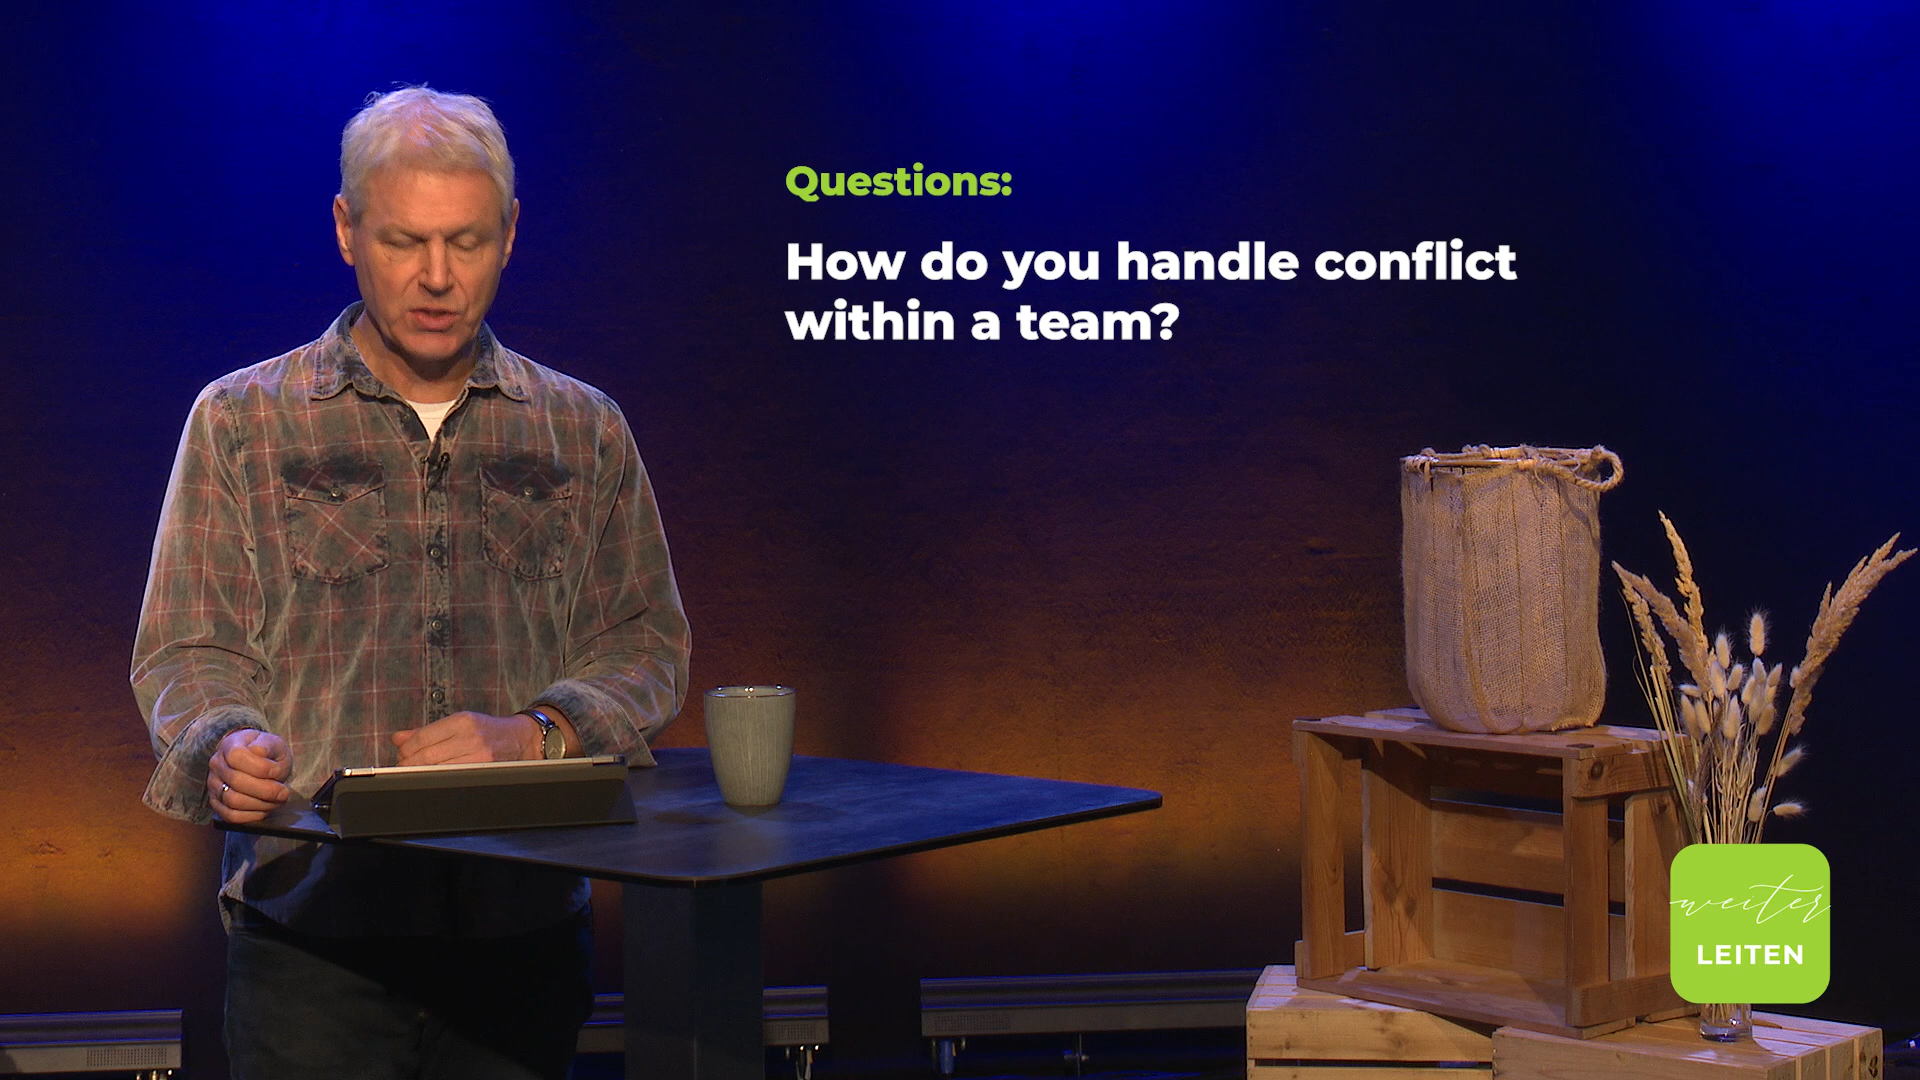 Questions:
How do you handle conflict
within a team?
weiter
LEITEN